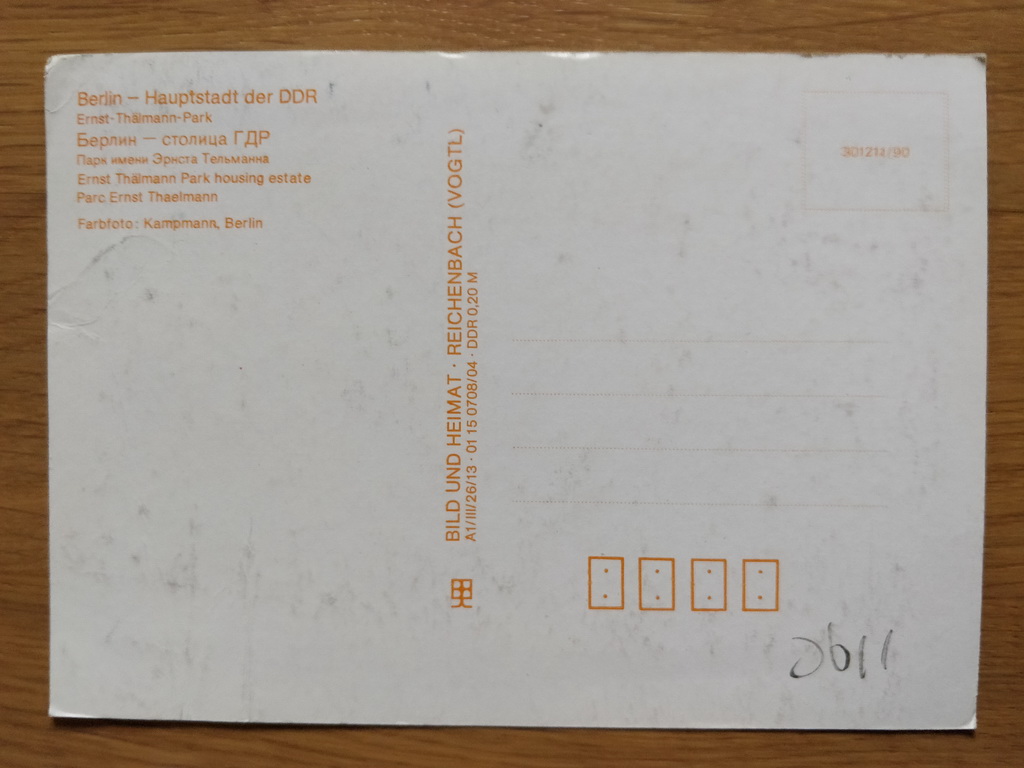 Berlin – Hauptstadt der DDR
Ernst-Thälmann-Park
Берлин — столица ГДР
Парк имени Эрнста Тельманна
Ernst Thälmann Park housing estate
Parc Ernst Thaelmann
Farbfoto: Kampmann, Berlin
BILD UND HEIMAT · REICHENBACH (VOGTL)
A1/III/26/13 · 01 15 0708/04 · DDR 0,20 M